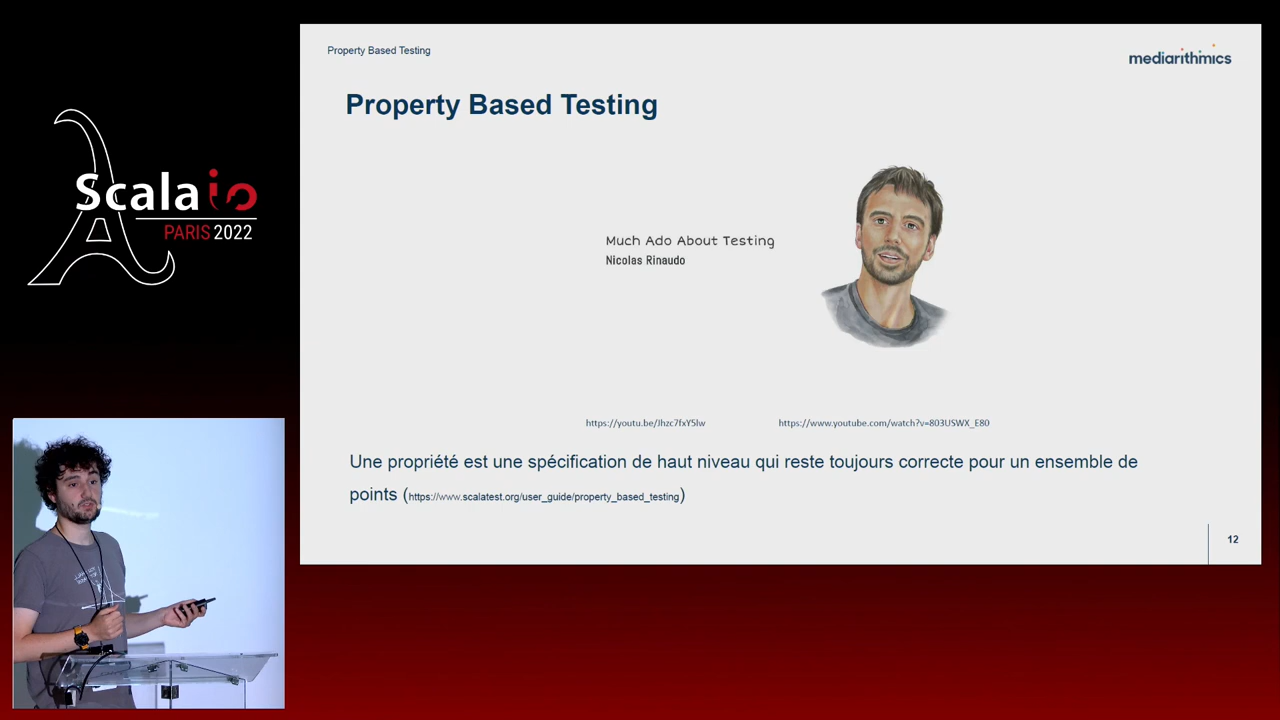 Scala io
PARIS 2022
Property Based Testing
mediarithmics
Property Based Testing
Much Ado About Testing
Nicolas Rinaudo
https://youtu.be/Jhzc7fxY5lw
https://www.youtube.com/watch?v=803USWX_E80
Une propriété est une spécification de haut niveau qui reste toujours correcte pour un ensemble de
points (https://www.scalatest.org/user_guide/property_based_testing)
12